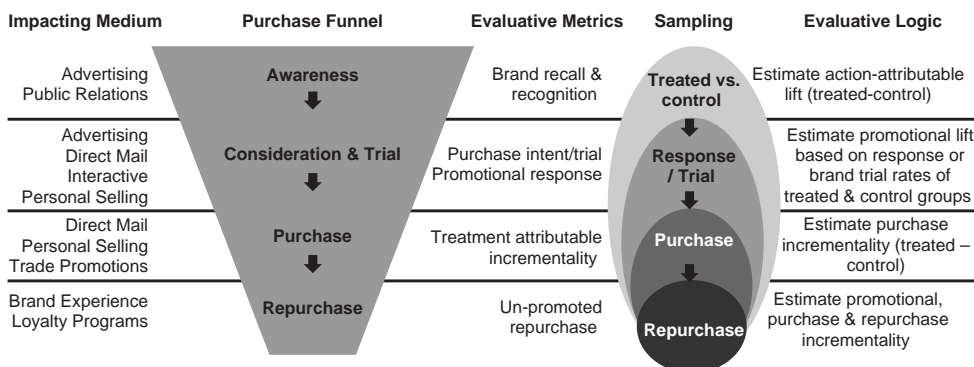 Impacting Medium
Purchase Funnel
Evaluative Metrics
Sampling
Evaluative Logic
Advertising
Public Relations
Awareness
Brand recall &
recognition
Treated vs.
control
Estimate action-attributable
lift (treated-control)
Advertising
Direct Mail
Interactive
Personal Selling
Consideration & Trial
Purchase intent/trial
Promotional response
Response
/ Trial
Estimate promotional lift
based on response or
brand trial rates of
treated & control groups
Direct Mail
Personal Selling
Trade Promotions
Purchase
Treatment attributable
incrementality
Purchase
Estimate purchase
incrementality (treated –
control)
Brand Experience
Loyalty Programs
Repurchase
Un-promoted
repurchase
Repurchase
Estimate promotional,
purchase & repurchase
incrementality